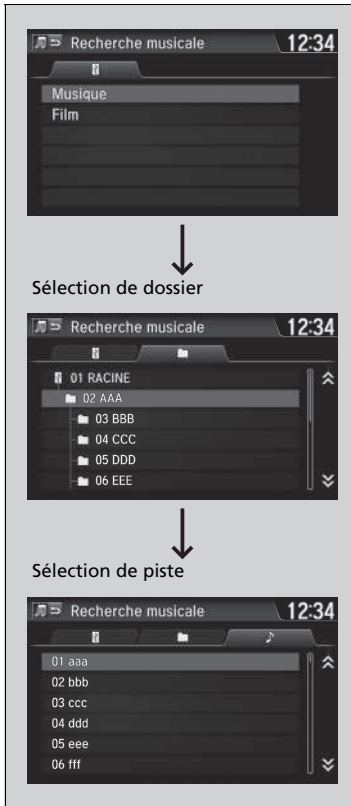 Recherche musicale 12:34
Musique
Film
Sélection de dossier
Recherche musicale 12:34
01 RACINE
02 AAA
03 BBB
04 CCC
05 DDD
06 EEE
Sélection de piste
Recherche musicale 12:34
01 aaa
02 bbb
03 ccc
04 ddd
05 eee
06 fff